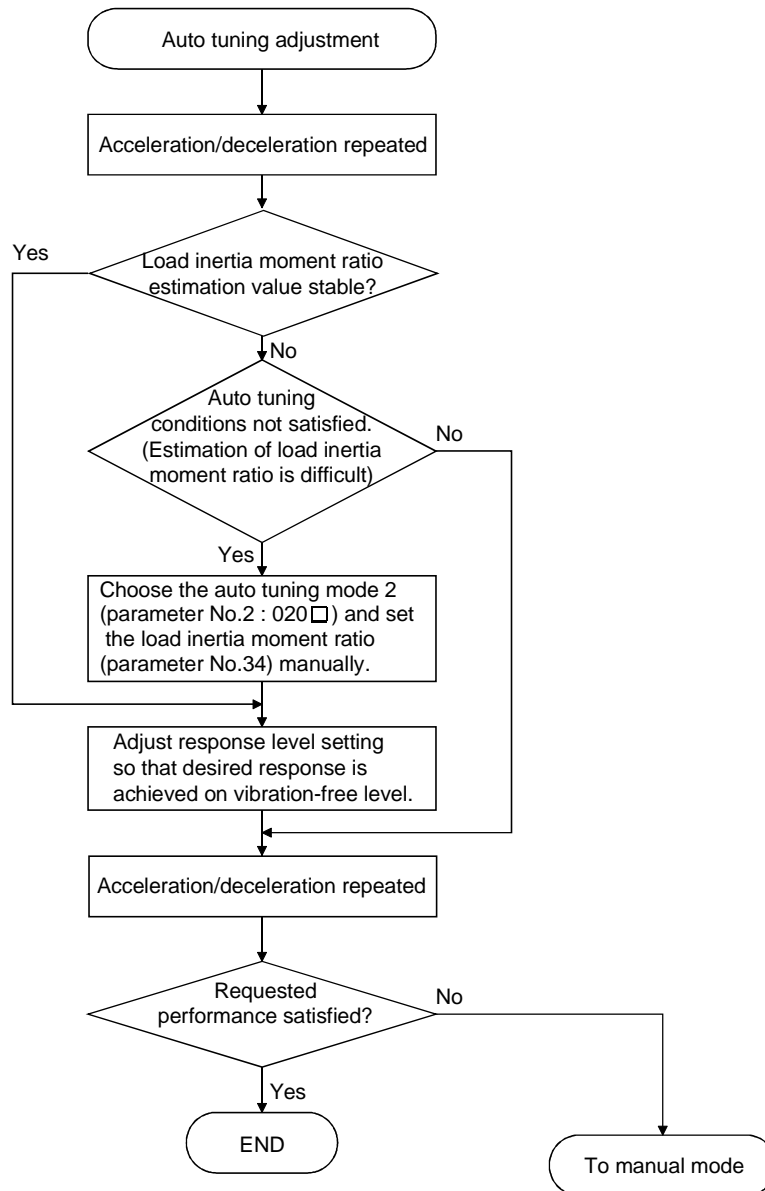 Auto tuning adjustment
Acceleration/deceleration repeated
Yes
Load inertia moment ratio
estimation value stable?
No
Auto tuning
conditions not satisfied.
(Estimation of load inertia
moment ratio is difficult)
No
Yes
Choose the auto tuning mode 2
(parameter No.2 : 020□) and set
the load inertia moment ratio
(parameter No.34) manually.
Adjust response level setting
so that desired response is
achieved on vibration-free level.
Acceleration/deceleration repeated
Requested
performance satisfied?
No
Yes
END
To manual mode